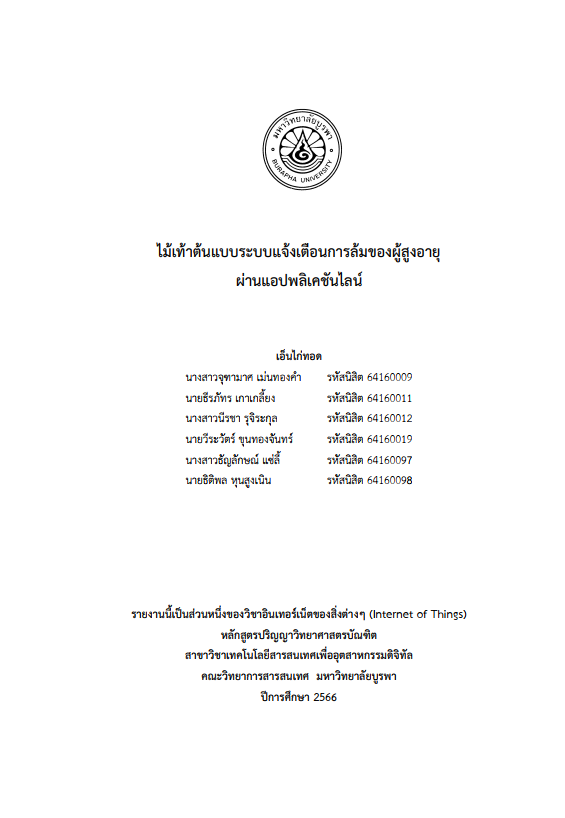 มหาวิทยาลัยบูรพา
BURAPHA UNIVERSITY
ไม้เท้าต้นแบบระบบแจ้งเตือนการล้มของผู้สูงอายุ
ผ่านแอปพลิเคชันไลน์
เอ็นไก่ทอด
นางสาวจุฑามาศ เม่นทองคำ รหัสนิสิต 64160009
นายธีรภัทร เกาเกลี้ยง รหัสนิสิต 64160011
นางสาวนีรชา รุจิระกุล รหัสนิสิต 64160012
นายวีระวัตร์ ขุนทองจันทร์ รหัสนิสิต 64160019
นางสาวธัญลักษณ์ แซ่ลี้ รหัสนิสิต 64160097
นายธิติพล หุนสูงเนิน รหัสนิสิต 64160098
รายงานนี้เป็นส่วนหนึ่งของวิชาอินเทอร์เน็ตของสิ่งต่างๆ (Internet of Things)
หลักสูตรปริญญาวิทยาศาสตรบัณฑิต
สาขาวิชาเทคโนโลยีสารสนเทศเพื่ออุตสาหกรรมดิจิทัล
คณะวิทยาการสารสนเทศ มหาวิทยาลัยบูรพา
ปีการศึกษา 2566